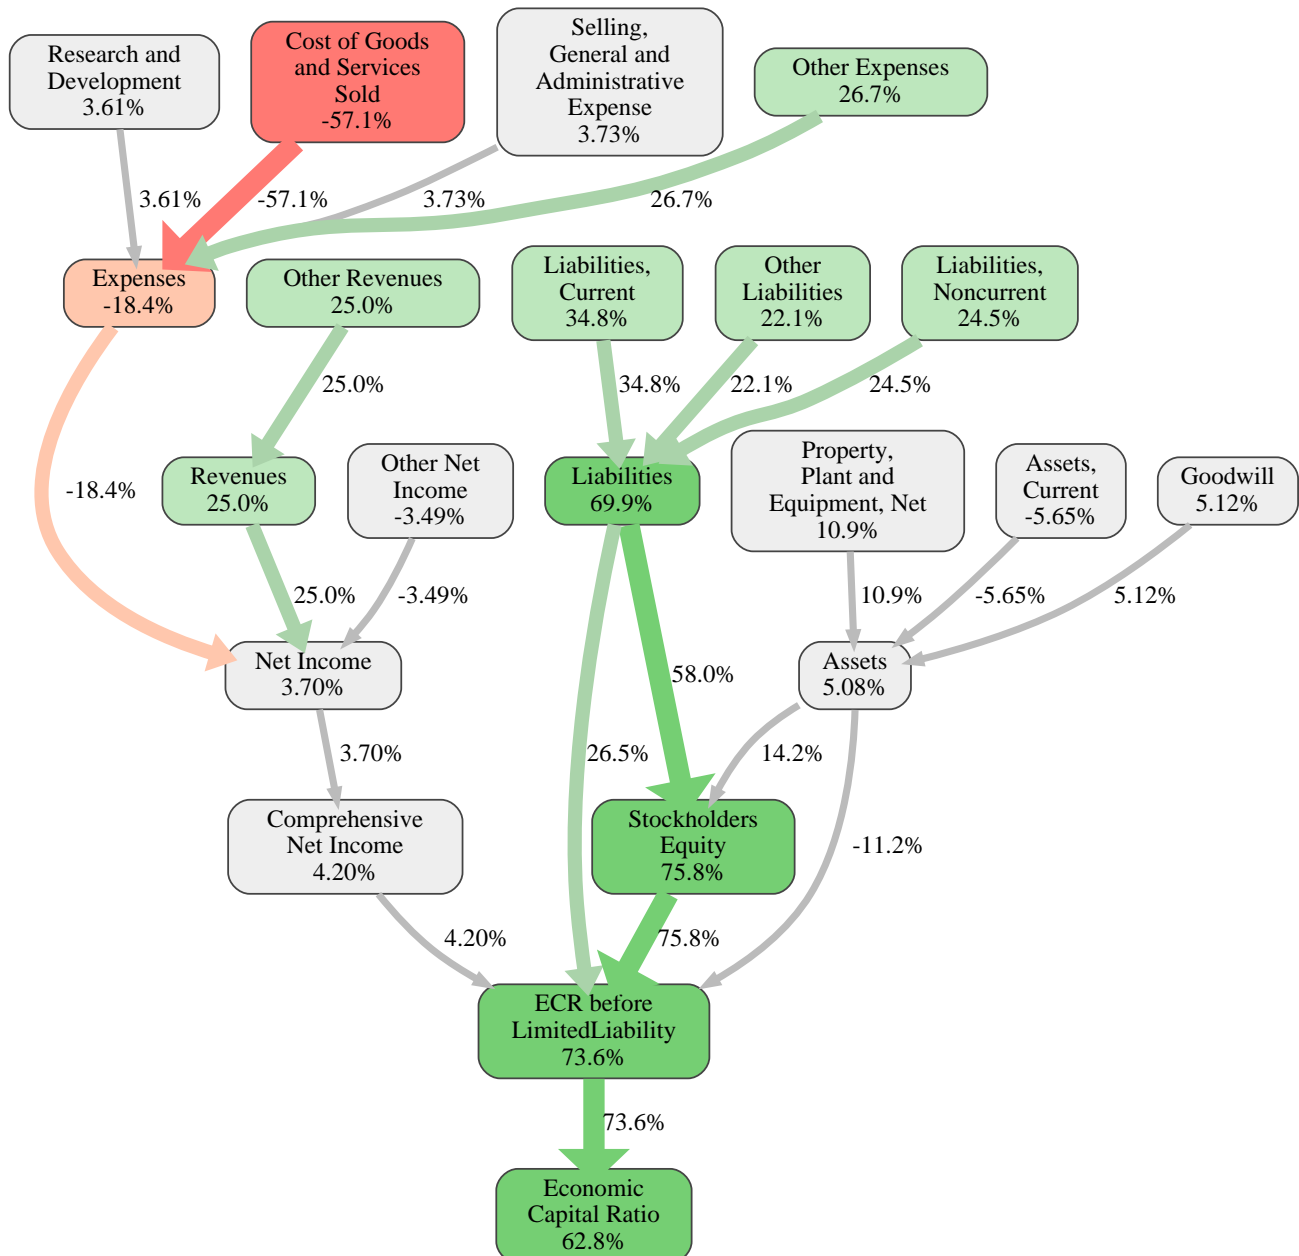 Research and
Development
3.61%
Cost of Goods
and Services
Sold
-57.1%
Selling,
General and
Administrative
Expense
3.73%
Other Expenses
26.7%
3.61%
-57.1%
3.73%
26.7%
Expenses
-18.4%
Other Revenues
25.0%
Liabilities,
Current
34.8%
Other
Liabilities
22.1%
Liabilities,
Noncurrent
24.5%
25.0%
34.8%
22.1%
24.5%
-18.4%
Revenues
25.0%
Other Net
Income
-3.49%
Liabilities
69.9%
Property,
Plant and
Equipment, Net
10.9%
Assets,
Current
-5.65%
Goodwill
5.12%
25.0%
-3.49%
10.9%
-5.65%
5.12%
Net Income
3.70%
58.0%
Assets
5.08%
3.70%
26.5%
14.2%
Comprehensive
Net Income
4.20%
Stockholders
Equity
75.8%
-11.2%
4.20%
75.8%
ECR before
LimitedLiability
73.6%
73.6%
Economic
Capital Ratio
62.8%